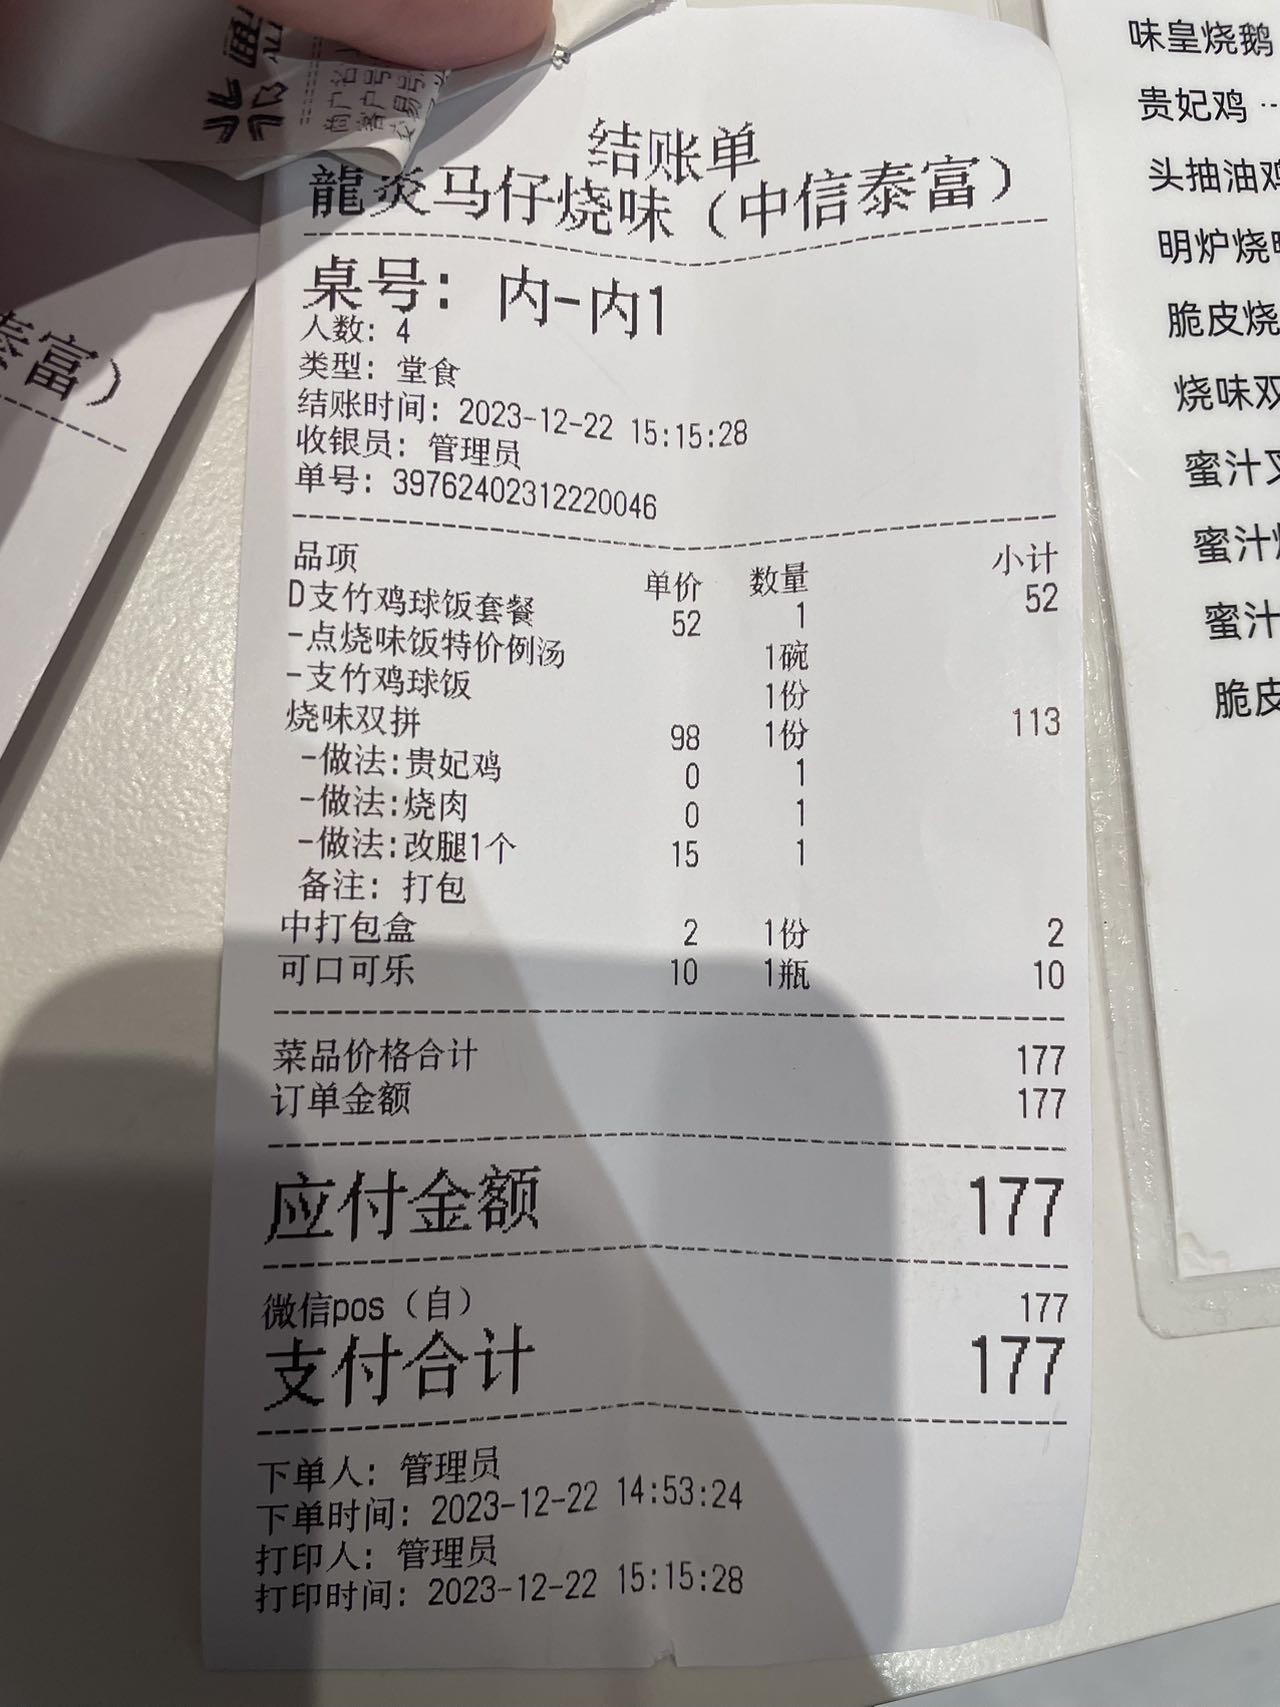 结账单
龍炎马仔烧味（中信泰富）
桌号：内-内1
人数：4
类型：堂食
结账时间：2023-12-22 15:15:28
收银员：管理员
单号：39762402312220046
品项 单价 数量 小计
D支竹鸡球饭套餐 52 1 52
-点烧味饭特价例汤 1碗
-支竹鸡球饭 1份
烧味双拼 98 1份 113
-做法:贵妃鸡 0 1
-做法:烧肉 0 1
-做法:改腿1个 15 1
备注：打包
中打包盒 2 1份 2
可口可乐 10 1瓶 10
菜品价格合计 177
订单金额 177
应付金额 177
微信pos（自） 177
支付合计 177
下单人：管理员
下单时间：2023-12-22 14:53:24
打印人：管理员
打印时间：2023-12-22 15:15:28
泰富）
味皇烧鹅
贵妃鸡
头抽油鸡
明炉烧
脆皮烧
烧味双
蜜汁
蜜汁
蜜汁
脆皮